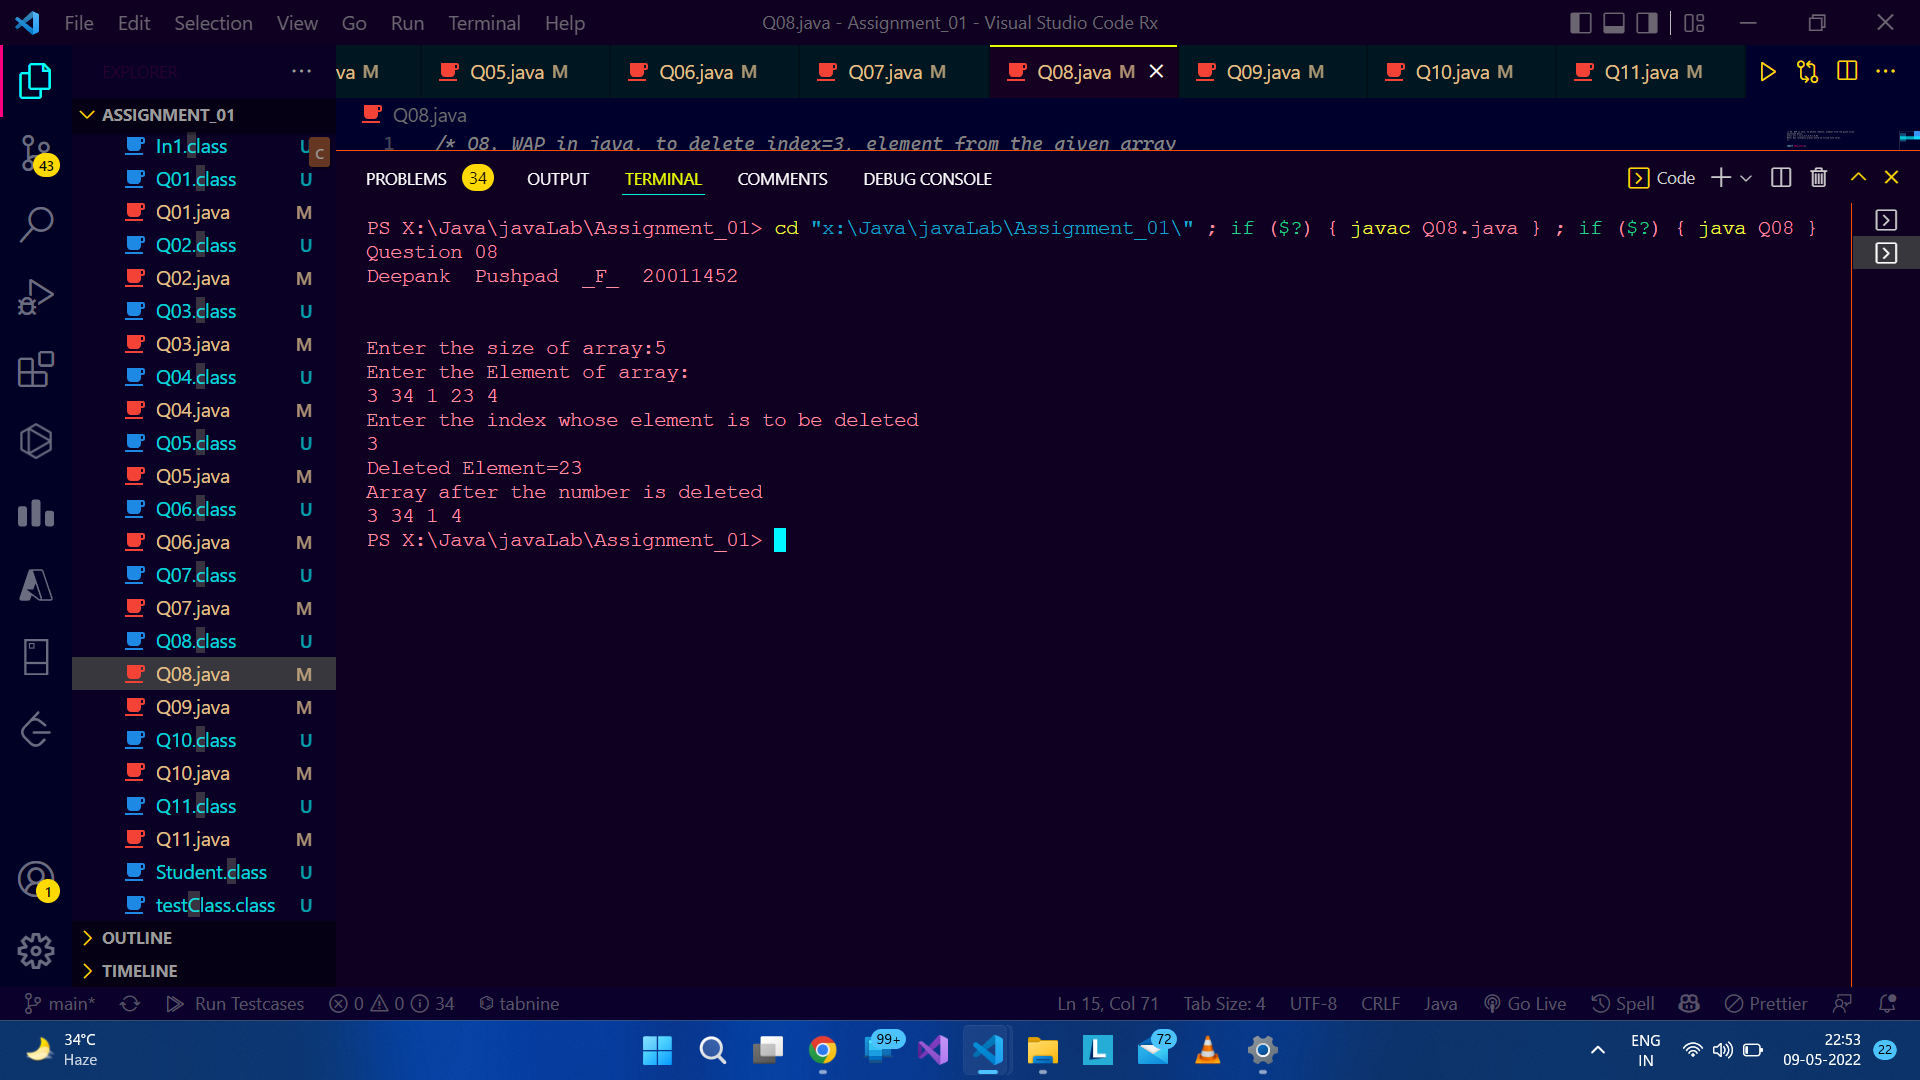 File Edit Selection View Go Run Terminal Help
Q08.java - Assignment_01 - Visual Studio Code Rx
EXPLORER
va M
Q05.java M
Q06.java M
Q07.java M
Q08.java M
Q09.java M
Q10.java M
Q11.java M
ASSIGNMENT_01
Q08.java
43
In1.class U
C
1 /* Q8. WAP in java, to delete index=3, element from the given array
Q01.class U
Q01.java M
Q02.class U
Q02.java M
Q03.class U
Q03.java M
Q04.class U
Q04.java M
Q05.class U
Q05.java M
Q06.class U
Q06.java M
Q07.class U
Q07.java M
Q08.class U
Q08.java M
Q09.java M
Q10.class U
Q10.java M
Q11.class U
Q11.java M
Student.class U
testClass.class U
1
OUTLINE
TIMELINE
PROBLEMS 34 OUTPUT TERMINAL COMMENTS DEBUG CONSOLE
Code
PS X:\Java\javaLab\Assignment_01> cd "x:\Java\javaLab\Assignment_01\" ; if ($?) { javac Q08.java } ; if ($?) { java Q08 }
Question 08
Deepank  Pushpad  _F_  20011452
Enter the size of array:5
Enter the Element of array:
3 34 1 23 4
Enter the index whose element is to be deleted
3
Deleted Element=23
Array after the number is deleted
3 34 1 4
PS X:\Java\javaLab\Assignment_01>
main* Run Testcases 0 0 34 tabnine
Ln 15, Col 71 Tab Size: 4 UTF-8 CRLF Java Go Live Spell Prettier
34°C
Haze
99+
L
72
ENG
IN
22:53
09-05-2022
22